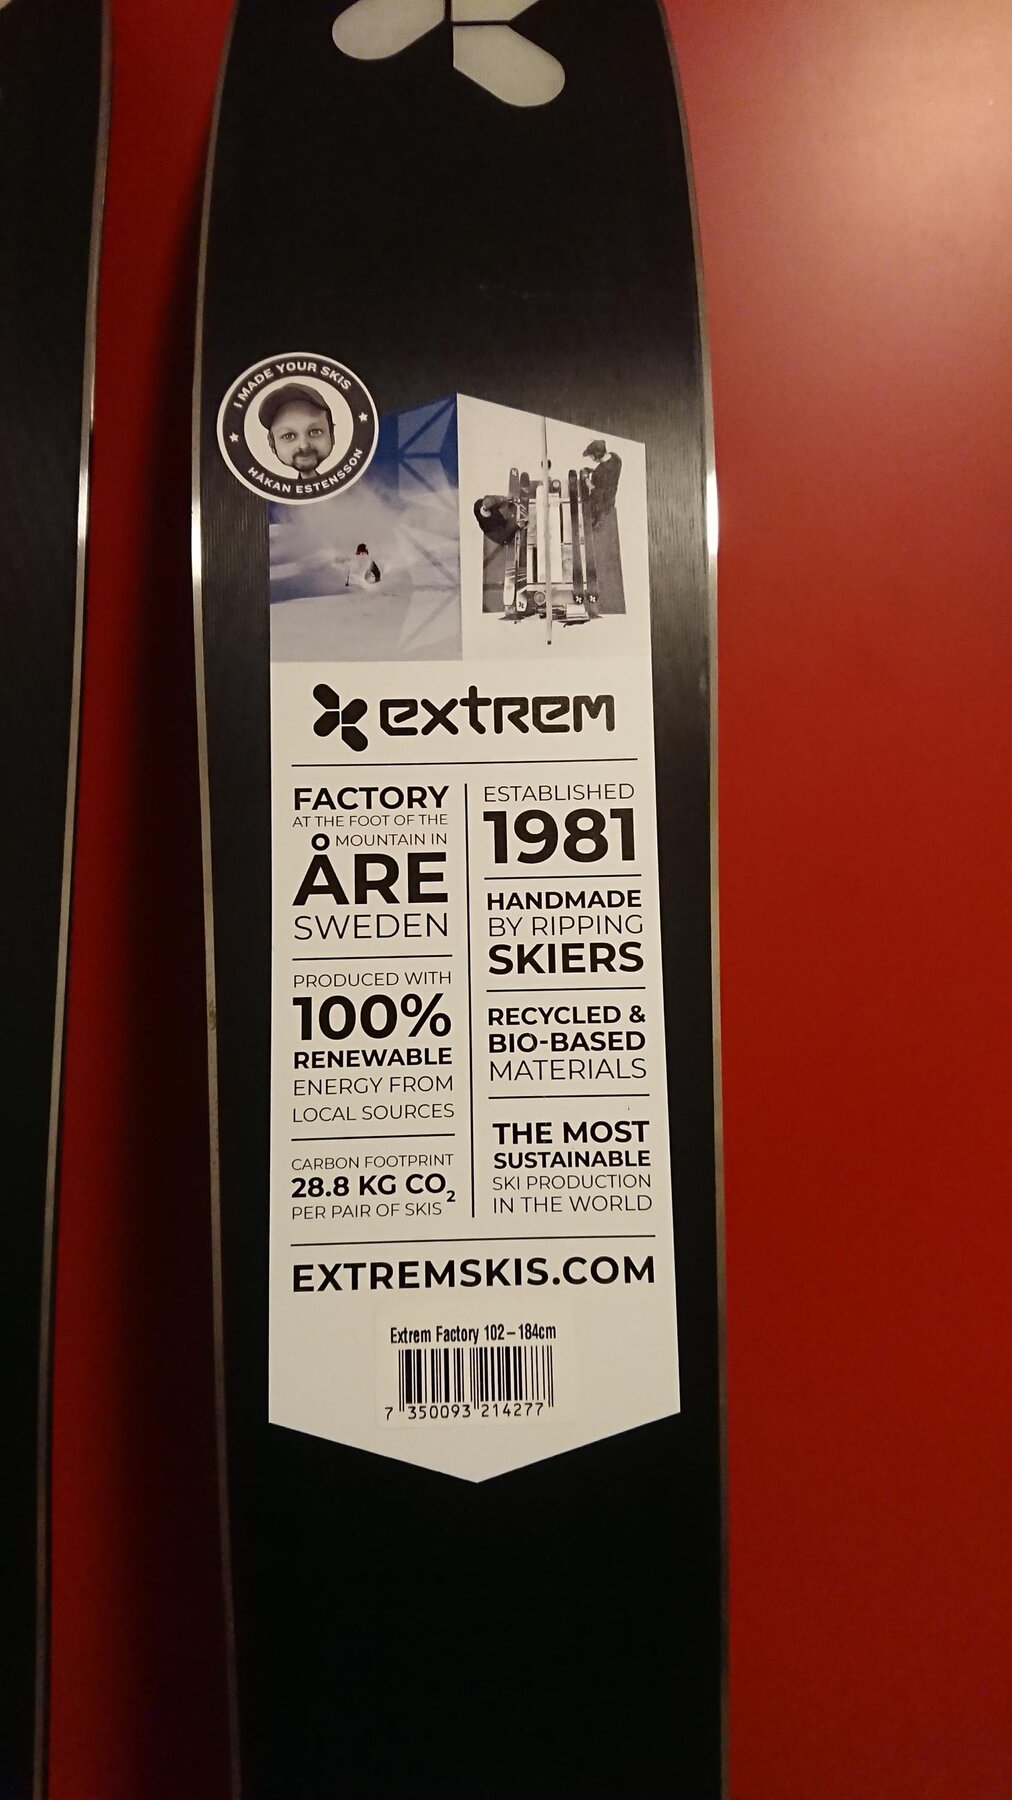 I MADE YOUR SKIS
HÅKAN ESTENSSON
extrem
FACTORY
AT THE FOOT OF THE
MOUNTAIN IN
ÅRE
SWEDEN
PRODUCED WITH
100%
RENEWABLE
ENERGY FROM
LOCAL SOURCES
CARBON FOOTPRINT
28.8 KG CO2
PER PAIR OF SKIS
ESTABLISHED
1981
HANDMADE
BY RIPPING
SKIERS
RECYCLED &
BIO-BASED
MATERIALS
THE MOST
SUSTAINABLE
SKI PRODUCTION
IN THE WORLD
EXTREMSKIS.COM
Extrem Factory 102–184cm
7 350093 214277